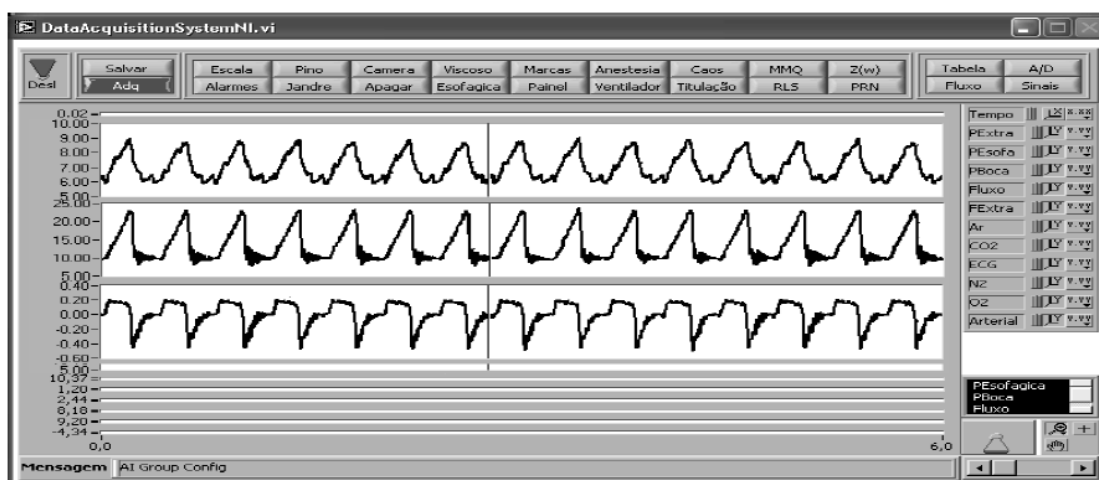 DataAcquisitionSystemNI.vi
Desl
Salvar Escala Pino Camera Viscoso Marcas Anestesia Caos MMQ Z(w) Tabela A/D
Adq Alarmes Jandre Apagar Esofagica Painel Ventilador Titulação RLS PRN Fluxo Sinais
0.02
10.00
9.00
8.00
7.00
6.00
5.00
25.00
20.00
15.00
10.00
5.00
0.40
0.20
0.00
-0.20
-0.40
-0.60
5.00
10,37
1,20
2,44
8,18
9,20
-4,34
0,0 6,0
Tempo
PExtra
PEsofa
PBoca
Fluxo
FExtra
Ar
CO2
ECG
N2
O2
Arterial
PEsofagica
PBoca
Fluxo
Mensagem AI Group Config